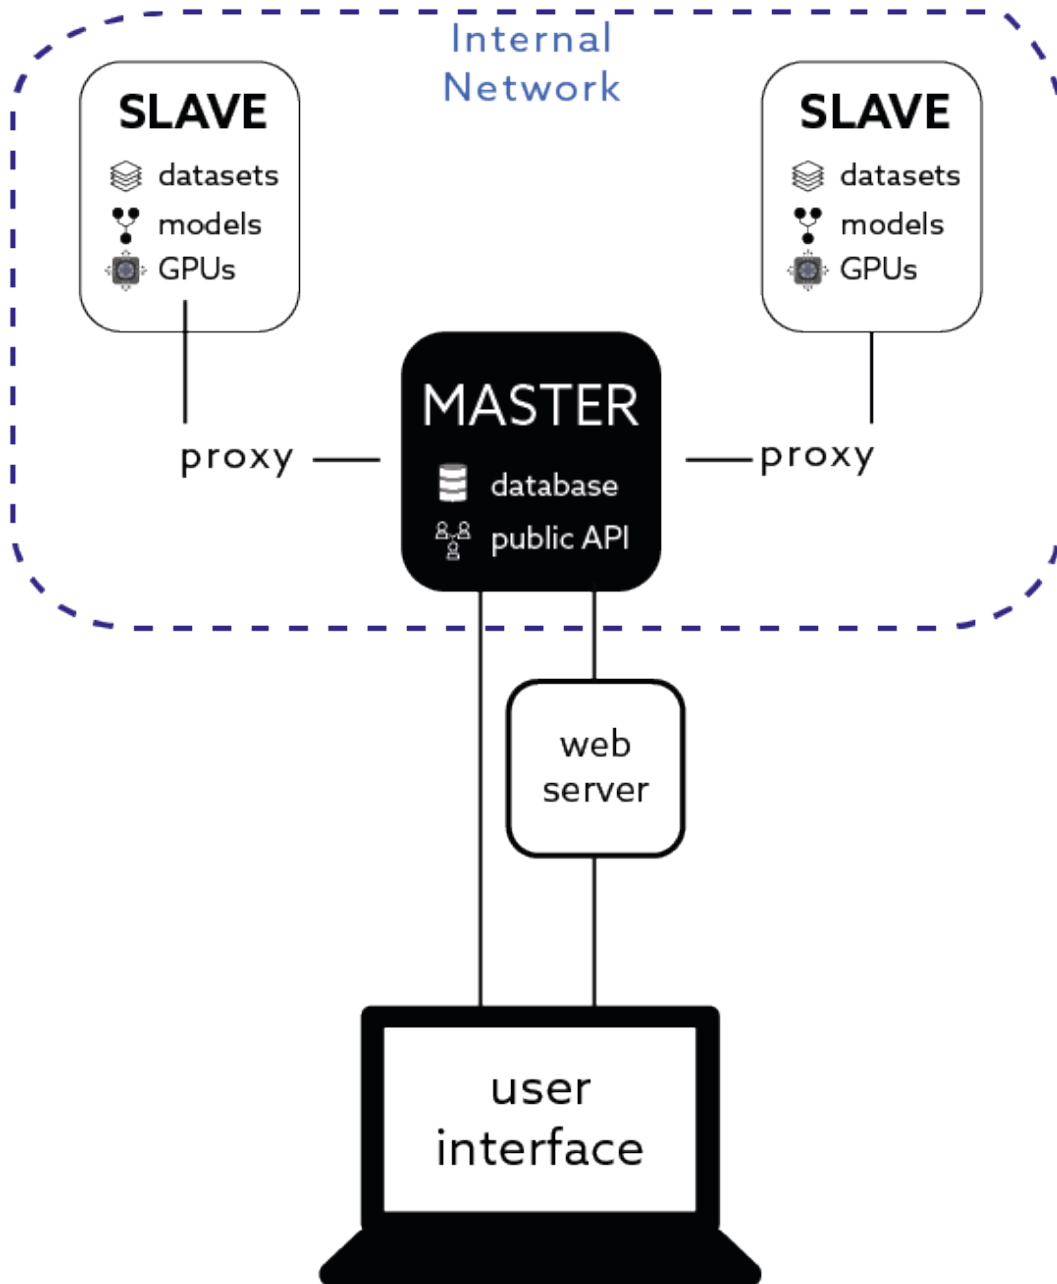 Internal
Network
SLAVE
datasets
models
GPUs
SLAVE
datasets
models
GPUs
MASTER
database
public API
proxy
proxy
web
server
user
interface